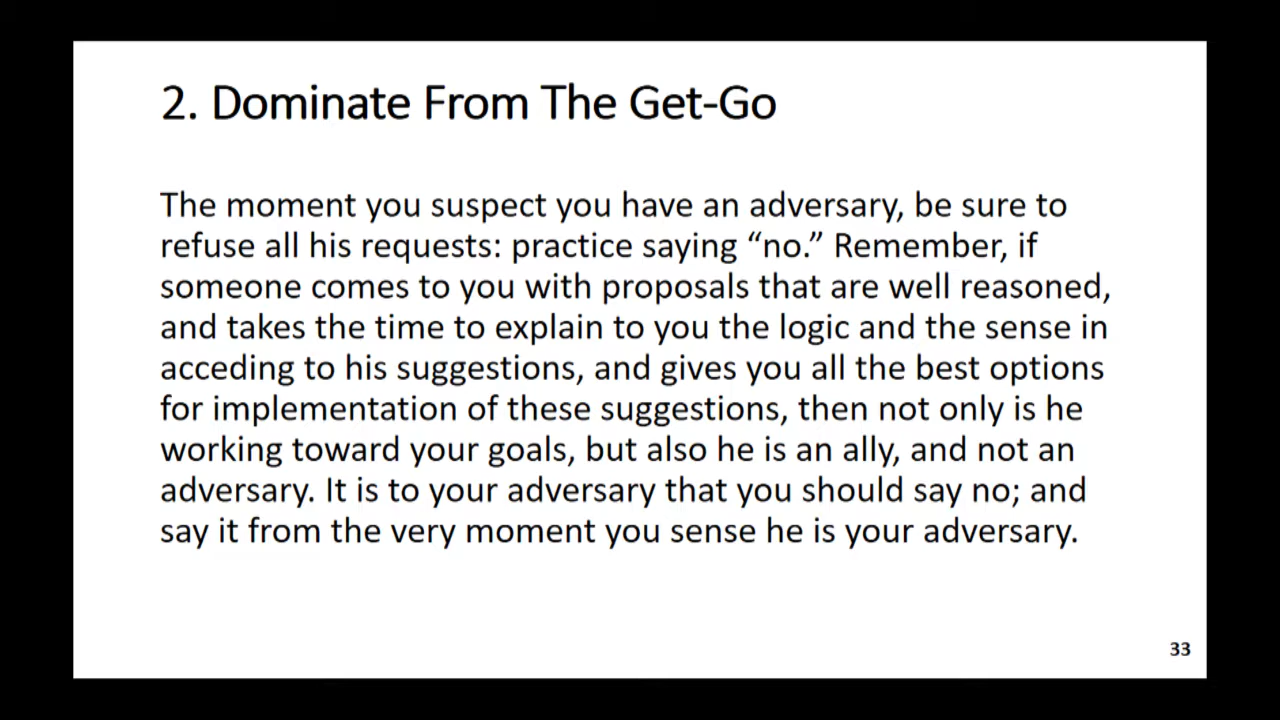 2. Dominate From The Get-Go
The moment you suspect you have an adversary, be sure to
refuse all his requests: practice saying “no.” Remember, if
someone comes to you with proposals that are well reasoned,
and takes the time to explain to you the logic and the sense in
acceding to his suggestions, and gives you all the best options
for implementation of these suggestions, then not only is he
working toward your goals, but also he is an ally, and not an
adversary. It is to your adversary that you should say no; and
say it from the very moment you sense he is your adversary.
33